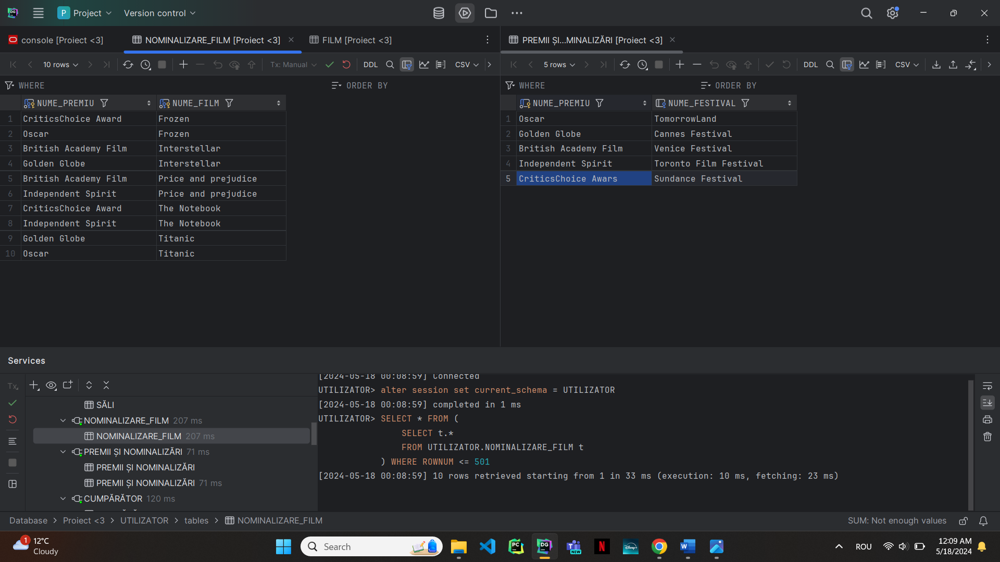 P Project Version control
console [Proiect <3] NOMINALIZARE_FILM [Proiect <3] FILM [Proiect <3] PREMII ȘI...MINALIZĂRI [Proiect <3]
10 rows Tx: Manual DDL CSV 5 rows DDL CSV
WHERE ORDER BY WHERE ORDER BY
NUME_PREMIU NUME_FILM NUME_PREMIU NUME_FESTIVAL
1 CriticsChoice Award Frozen 1 Oscar TomorrowLand
2 Oscar Frozen 2 Golden Globe Cannes Festival
3 British Academy Film Interstellar 3 British Academy Film Venice Festival
4 Golden Globe Interstellar 4 Independent Spirit Toronto Film Festival
5 British Academy Film Price and prejudice 5 CriticsChoice Awars Sundance Festival
6 Independent Spirit Price and prejudice
7 CriticsChoice Award The Notebook
8 Independent Spirit The Notebook
9 Golden Globe Titanic
10 Oscar Titanic
Services
Tx
SĂLI
NOMINALIZARE_FILM 207 ms
NOMINALIZARE_FILM 207 ms
PREMII ȘI NOMINALIZĂRI 71 ms
PREMII ȘI NOMINALIZĂRI
PREMII ȘI NOMINALIZĂRI 71 ms
CUMPĂRĂTOR 120 ms
[2024-05-18 00:08:59] Connected
UTILIZATOR> alter session set current_schema = UTILIZATOR
[2024-05-18 00:08:59] completed in 1 ms
UTILIZATOR> SELECT * FROM (
SELECT t.*
FROM UTILIZATOR.NOMINALIZARE_FILM t
) WHERE ROWNUM <= 501
[2024-05-18 00:08:59] 10 rows retrieved starting from 1 in 33 ms (execution: 10 ms, fetching: 23 ms)
Database > Proiect <3 > UTILIZATOR > tables > NOMINALIZARE_FILM SUM: Not enough values
1 12°C
Cloudy
Search
PC
DG
T
NEW
N
Disney+
W
ROU
12:09 AM
5/18/2024